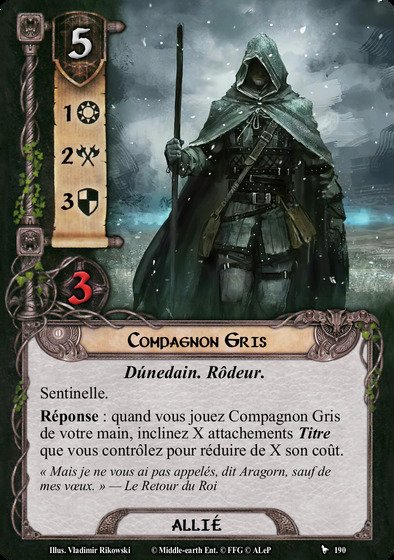 5
1
2
3
3
Compagnon Gris
Dúnedain. Rôdeur.
Sentinelle.
Réponse : quand vous jouez Compagnon Gris
de votre main, inclinez X attachements Titre
que vous contrôlez pour réduire de X son coût.
« Mais je ne vous ai pas appelés, dit Aragorn, sauf de
mes vœux. » — Le Retour du Roi
ALLIÉ
Illus. Vladimir Rikowski © Middle-earth Ent. © FFG © ALeP 190